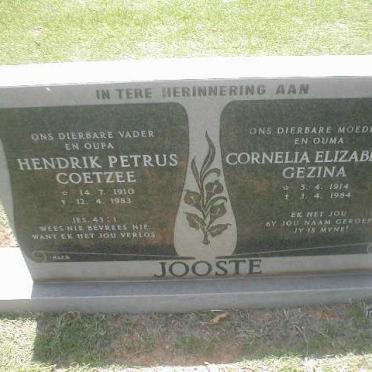 IN TERE HERINNERING AAN
ONS DIERBARE VADER
EN OUPA
HENDRIK PETRUS
COETZEE
☆ 14. 7. 1910
† 12. 4. 1983
JES. 43 : 1
WEES NIE BEVREES NIE
WANT EK HET JOU VERLOS
ONS DIERBARE MOEDE
EN OUMA
CORNELIA ELIZAB
GEZINA
☆ 5. 4. 1914
4. 1984
EK HET JOU
BY JOU NAAM GEROEP
JY IS MYNE!
JOOSTE